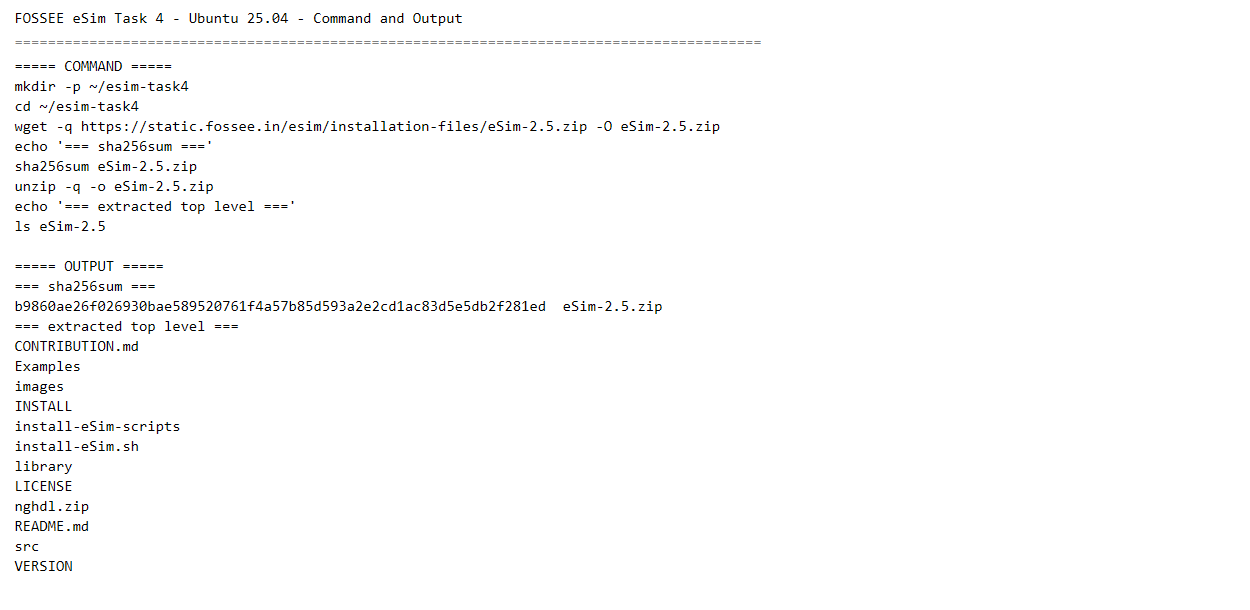 FOSSEE eSim Task 4 - Ubuntu 25.04 - Command and Output
==========================================================================================
===== COMMAND =====
mkdir -p ~/esim-task4
cd ~/esim-task4
wget -q https://static.fossee.in/esim/installation-files/eSim-2.5.zip -O eSim-2.5.zip
echo '=== sha256sum ==='
sha256sum eSim-2.5.zip
unzip -q -o eSim-2.5.zip
echo '=== extracted top level ==='
ls eSim-2.5
===== OUTPUT =====
=== sha256sum ===
b9860ae26f026930bae589520761f4a57b85d593a2e2cd1ac83d5e5db2f281ed  eSim-2.5.zip
=== extracted top level ===
CONTRIBUTION.md
Examples
images
INSTALL
install-eSim-scripts
install-eSim.sh
library
LICENSE
nghdl.zip
README.md
src
VERSION